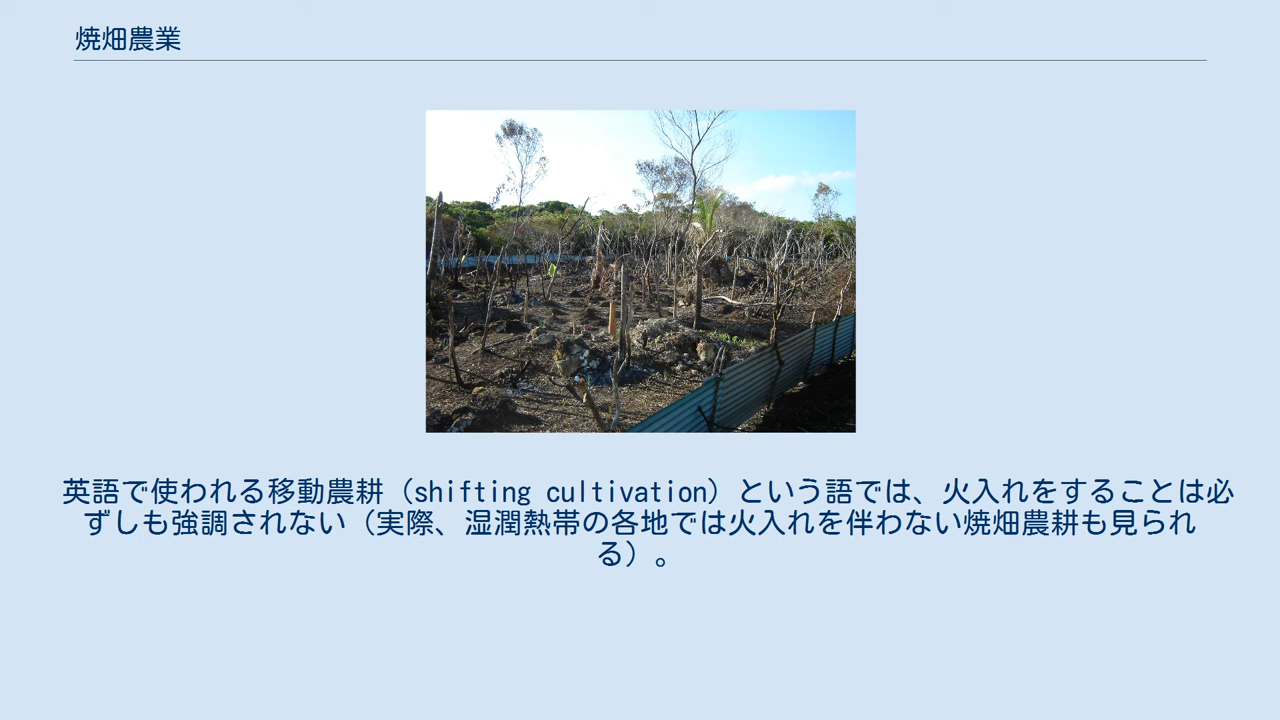 焼畑農業
英語で使われる移動農耕（shifting cultivation）という語では、火入れをすることは必
ずしも強調されない（実際、湿潤熱帯の各地では火入れを伴わない焼畑農耕も見られ
る）。